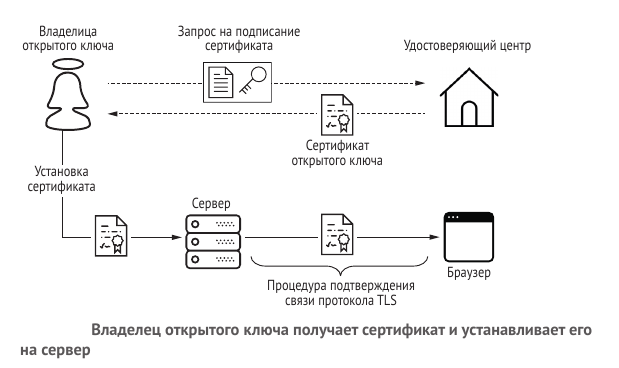 Владелица
открытого ключа
Запрос на подписание
сертификата
Удостоверяющий центр
Сертификат
открытого ключа
Установка
сертификата
Сервер
Браузер
Процедура подтверждения
связи протокола TLS
Владелец открытого ключа получает сертификат и устанавливает его
на сервер